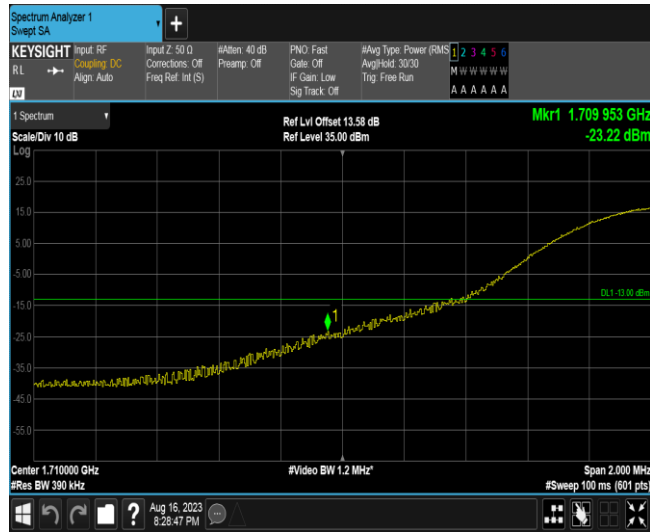 Spectrum Analyzer 1
Swept SA
+
KEYSIGHT Input: RF Input Z: 50 Ω #Atten: 40 dB PNO: Fast #Avg Type: Power (RMS 1 2 3 4 5 6
RL Coupling: DC Corrections: Off Preamp: Off Gate: Off Avg|Hold: 30/30 M W W W W W
Align: Auto Freq Ref: Int (S) IF Gain: Low Trig: Free Run
LXI Sig Track: Off A A A A A A
1 Spectrum Ref Lvl Offset 13.58 dB Mkr1 1.709 953 GHz
Scale/Div 10 dB Ref Level 35.00 dBm -23.22 dBm
Log
25.0
15.0
5.00
-5.00
DL1 -13.00 dBm
-15.0
1
-25.0
-35.0
-45.0
-55.0
Center 1.710000 GHz #Video BW 1.2 MHz* Span 2.000 MHz
#Res BW 390 kHz #Sweep 100 ms (601 pts)
? Aug 16, 2023
8:28:47 PM